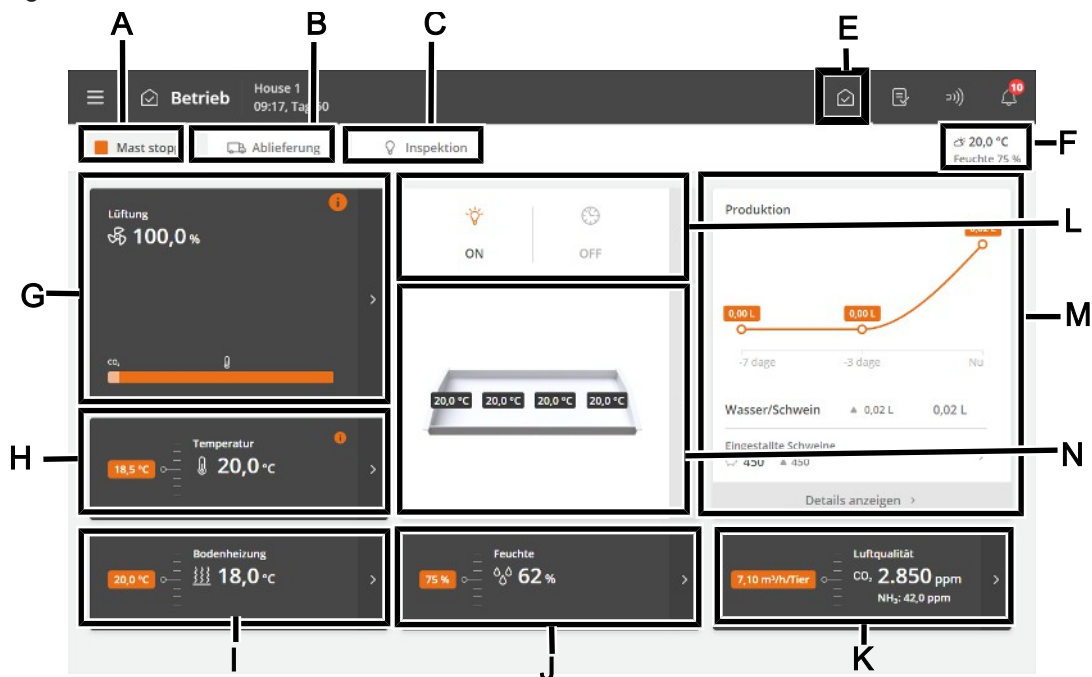 A
B
C
E
Betrieb
House 1
09:17, Tag 60
10
Mast stopp
Ablieferung
Inspektion
20,0 °C
Feuchte 75 %
F
Lüftung
100,0 %
CO₂
G
ON
OFF
L
Produktion
0,02 L
0,00 L
0,00 L
-7 dage
-3 dage
Nu
M
Wasser/Schwein
0,02 L
0,02 L
Eingestallte Schweine
450
450
Details anzeigen
20,0 °C
20,0 °C
20,0 °C
20,0 °C
N
H
Temperatur
18,5 °C
20,0 °C
Bodenheizung
20,0 °C
18,0 °C
Feuchte
75 %
62 %
Luftqualität
7,10 m³/h/Tier
CO₂ 2.850 ppm
NH₃: 42,0 ppm
I
J
K